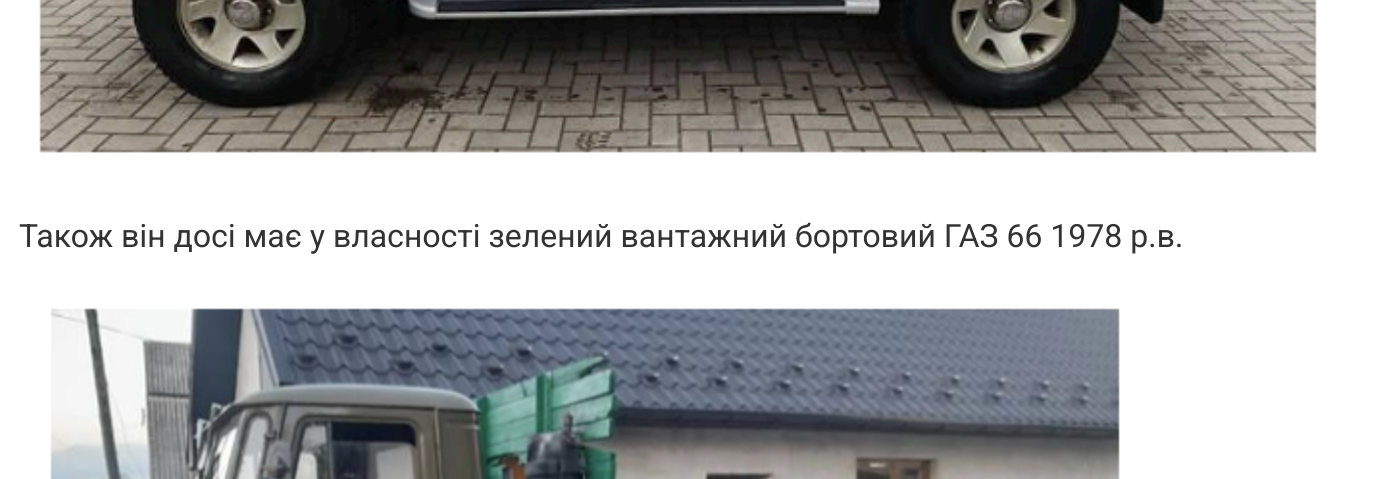 Також він досі має у власності зелений вантажний бортовий ГАЗ 66 1978 р.в.